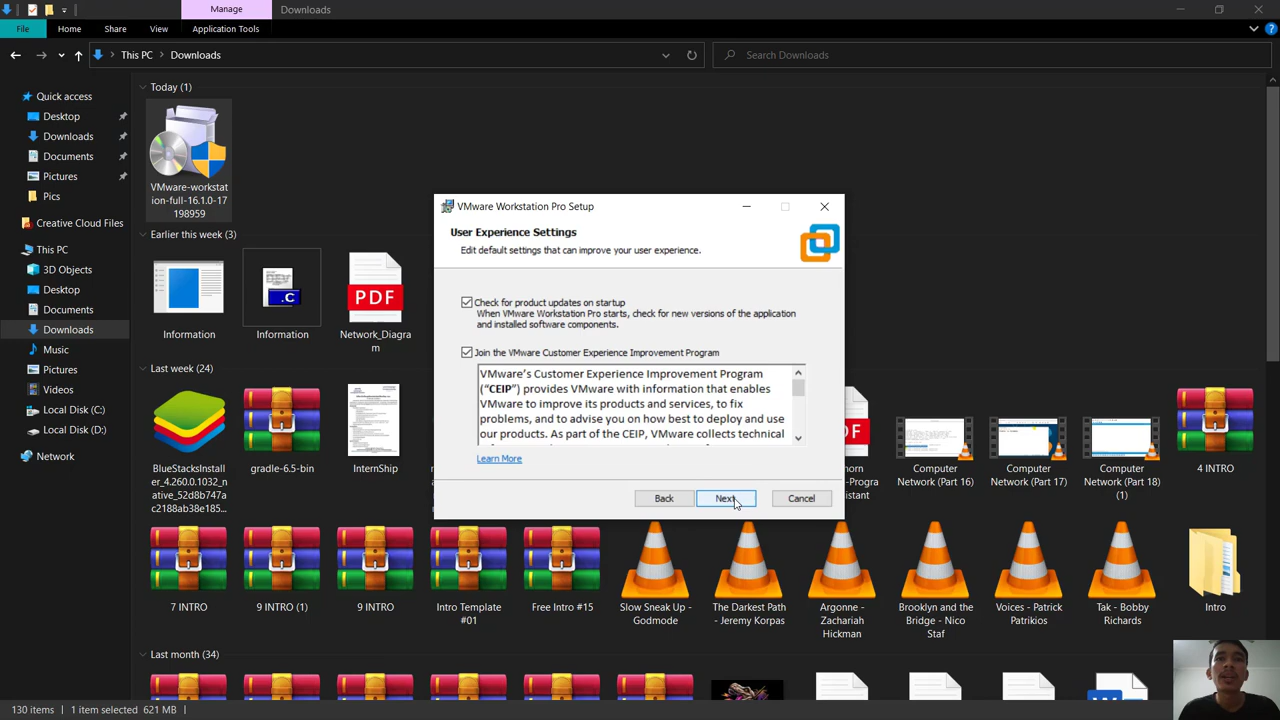 Manage
Downloads
File
Home
Share
View
Application Tools
This PC
Downloads
Search Downloads
Quick access
Desktop
Downloads
Documents
Pictures
Pics
Creative Cloud Files
This PC
3D Objects
Desktop
Documents
Downloads
Music
Pictures
Videos
Local Disk (C:)
Local Disk (D:)
Network
Today (1)
VMware-workstat
ion-full-16.1.0-17
198959
Earlier this week (3)
Information
.C
Information
PDF
Network_Diagra
m
Last week (24)
BlueStacksInstall
er_4.260.0.1032_n
ative_52d8b747a
c2188ab38e185...
gradle-6.5-bin
InternShip
Computer
Network
(Part 16)
Computer
Network
(Part 17)
Computer
Network (Part 18)
(1)
4 INTRO
7 INTRO
9 INTRO (1)
9 INTRO
Intro Template
#01
Free Intro #15
Slow Sneak Up -
Godmode
The Darkest Path
- Jeremy Korpas
Argonne -
Zachariah
Hickman
Brooklyn and the
Bridge - Nico
Staf
Voices - Patrick
Patrikios
Tak - Bobby
Richards
Intro
Last month (34)
VMware Workstation Pro Setup
User Experience Settings
Edit default settings that can improve your user experience.
Check for product updates on startup
When VMware Workstation Pro starts, check for new versions of the application
and installed software components.
Join the VMware Customer Experience Improvement Program
VMware's Customer Experience Improvement Program
("CEIP") provides VMware with information that enables
VMware to improve its products and services, to fix
problems, and to advise you on how best to deploy and use
our products. As part of the CEIP, VMware collects technical
Learn More
Back
Next
Cancel
130 items
1 item selected 621 MB